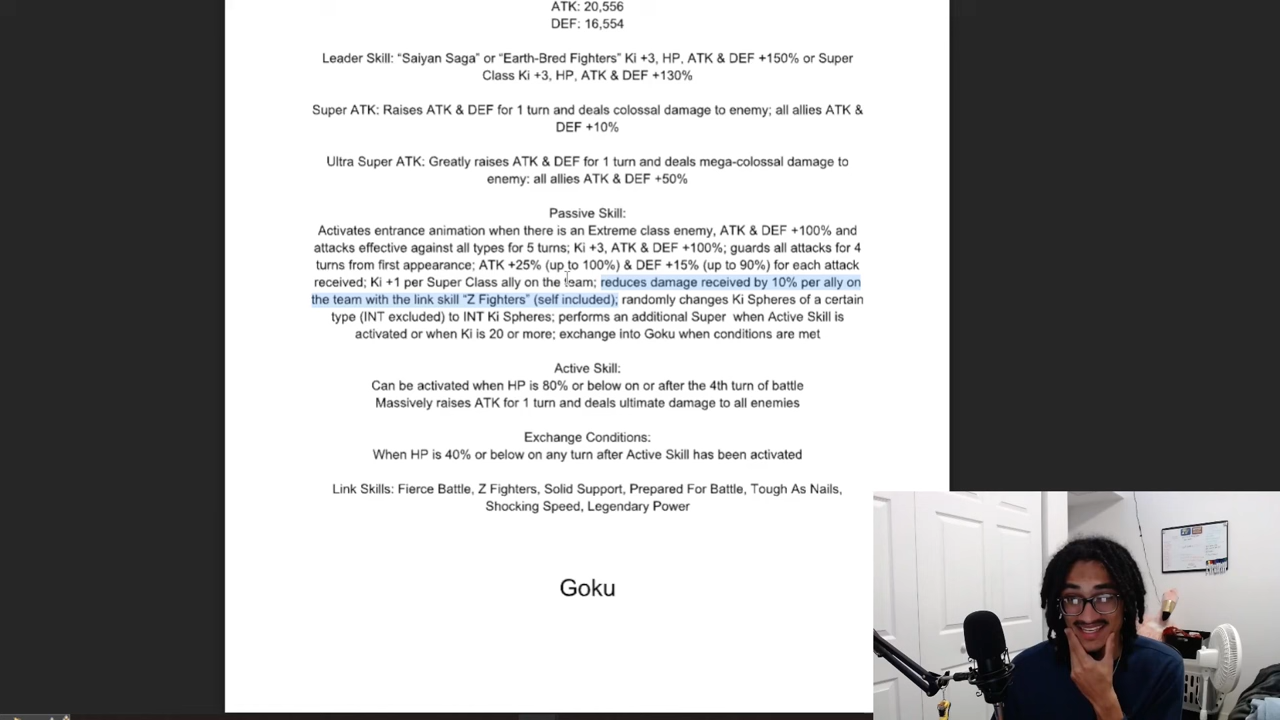 ATK: 20,556
DEF: 16,554
Leader Skill: “Saiyan Saga” or “Earth-Bred Fighters” Ki +3, HP, ATK & DEF +150% or Super
Class Ki +3, HP, ATK & DEF +130%
Super ATK: Raises ATK & DEF for 1 turn and deals colossal damage to enemy; all allies ATK &
DEF +10%
Ultra Super ATK: Greatly raises ATK & DEF for 1 turn and deals mega-colossal damage to
enemy: all allies ATK & DEF +50%
Passive Skill:
Activates entrance animation when there is an Extreme class enemy, ATK & DEF +100% and
attacks effective against all types for 5 turns; Ki +3, ATK & DEF +100%; guards all attacks for 4
turns from first appearance; ATK +25% (up to 100%) & DEF +15% (up to 90%) for each attack
received; Ki +1 per Super Class ally on the team; reduces damage received by 10% per ally on
the team with the link skill “Z Fighters” (self included); randomly changes Ki Spheres of a certain
type (INT excluded) to INT Ki Spheres; performs an additional Super when Active Skill is
activated or when Ki is 20 or more; exchange into Goku when conditions are met
Active Skill:
Can be activated when HP is 80% or below on or after the 4th turn of battle
Massively raises ATK for 1 turn and deals ultimate damage to all enemies
Exchange Conditions:
When HP is 40% or below on any turn after Active Skill has been activated
Link Skills: Fierce Battle, Z Fighters, Solid Support, Prepared For Battle, Tough As Nails,
Shocking Speed, Legendary Power
Goku